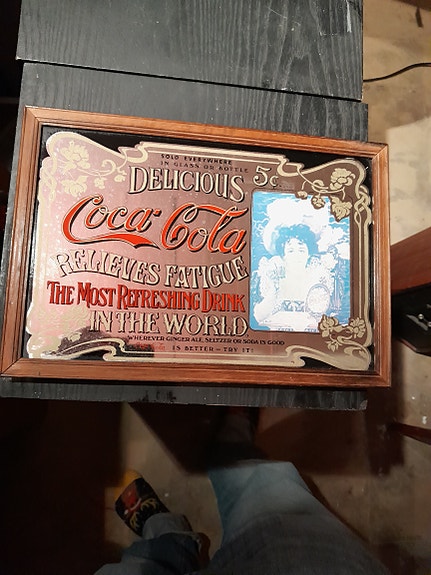 SOLD EVERYWHERE
IN GLASS OR BOTTLE
DELICIOUS 5¢
Coca-Cola
RELIEVES FATIGUE
THE MOST REFRESHING DRINK
IN THE WORLD
WHEREVER GINGER ALE, SELTZER OR SODA IS GOOD
IS BETTER – TRY IT!